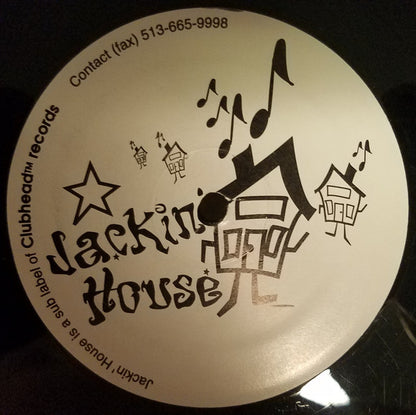 Contact (fax) 513-665-9998
Jackin'
House
Jackin' House is a sub label of Clubhead™ records